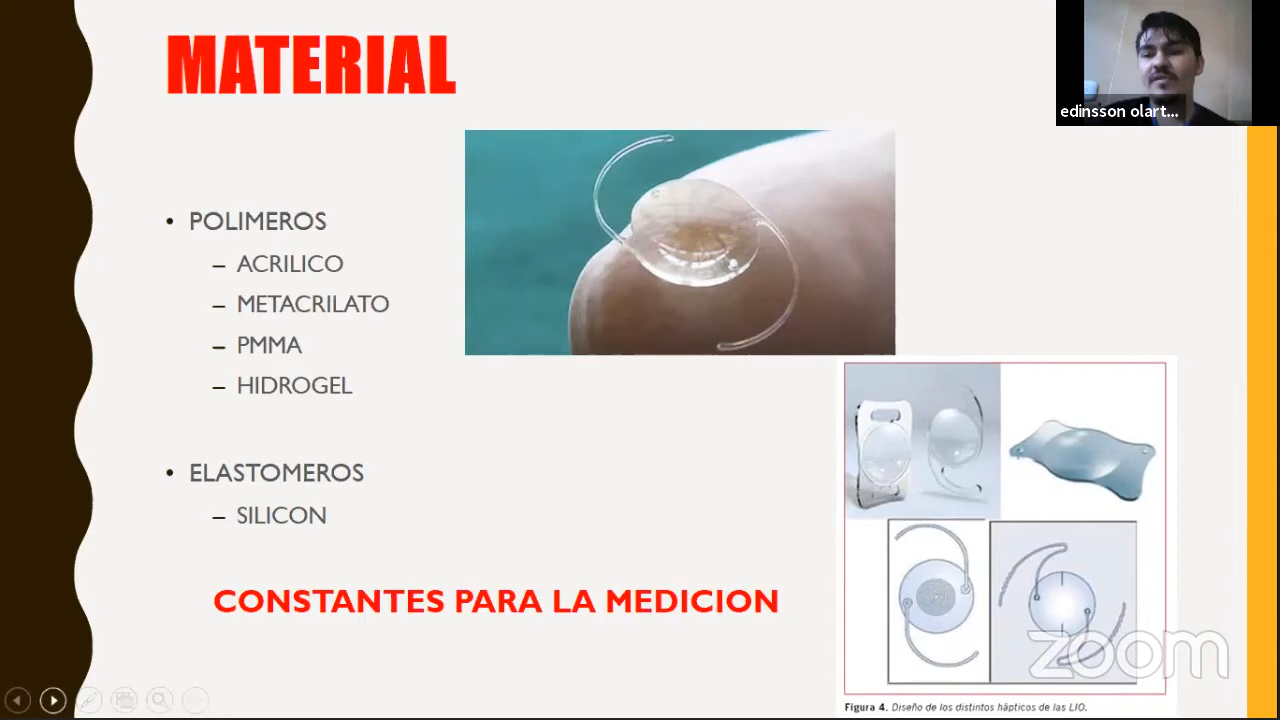 MATERIAL
edinsson olart...
• POLIMEROS
– ACRILICO
– METACRILATO
– PMMA
– HIDROGEL
• ELASTOMEROS
– SILICON
CONSTANTES PARA LA MEDICION
zoom
Figura 4. Diseño de los distintos hápticos de las LIO.